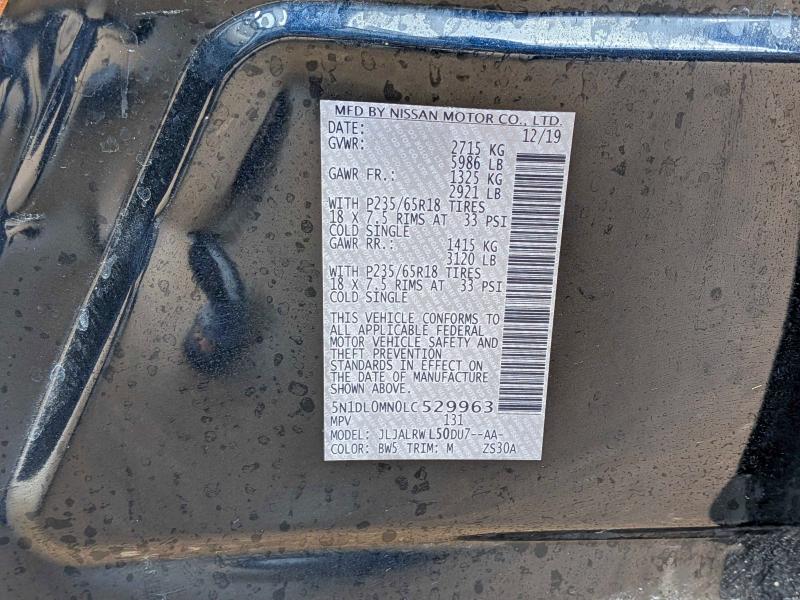 MFD BY NISSAN MOTOR CO., LTD.
DATE: 12/19
GVWR: 2715 KG
5986 LB
GAWR FR.: 1325 KG
2921 LB
WITH P235/65R18 TIRES
18 X 7.5 RIMS AT 33 PSI
COLD SINGLE
GAWR RR.: 1415 KG
3120 LB
WITH P235/65R18 TIRES
18 X 7.5 RIMS AT 33 PSI
COLD SINGLE
THIS VEHICLE CONFORMS TO
ALL APPLICABLE FEDERAL
MOTOR VEHICLE SAFETY AND
THEFT PREVENTION
STANDARDS IN EFFECT ON
THE DATE OF MANUFACTURE
SHOWN ABOVE.
5N1DL0MN0LC529963
MPV 131
MODEL: JLJALRWL50DU7--AA-
COLOR: BW5 TRIM: M ZS30A